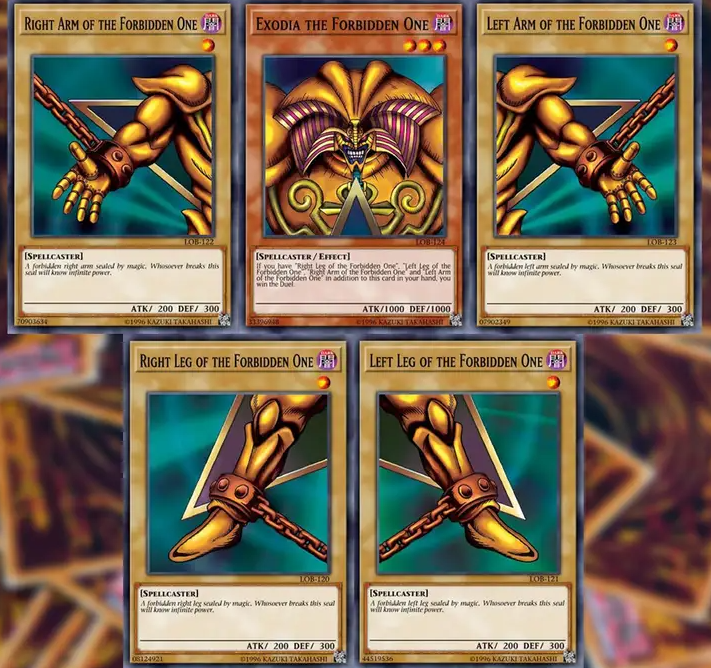 Right Arm of the Forbidden One
LOB-122
[Spellcaster]
A forbidden right arm sealed by magic. Whosoever breaks this
seal will know infinite power.
ATK/ 200 DEF/ 300
70903634
©1996 KAZUKI TAKAHASHI
Exodia the Forbidden One
LOB-124
[Spellcaster / Effect]
If you have "Right Leg of the Forbidden One", "Left Leg of the
Forbidden One", "Right Arm of the Forbidden One" and "Left Arm
of the Forbidden One" in addition to this card in your hand, you
win the Duel.
ATK/1000 DEF/1000
©1996 KAZUKI TAKAHASHI
Left Arm of the Forbidden One
LOB-123
[Spellcaster]
A forbidden left arm sealed by magic. Whosoever breaks this
seal will know infinite power.
ATK/ 200 DEF/ 300
07902349
©1996 KAZUKI TAKAHASHI
Right Leg of the Forbidden One
LOB-120
[Spellcaster]
A forbidden right leg sealed by magic. Whosoever breaks this seal
will know infinite power.
ATK/ 200 DEF/ 300
08124921
©1996 KAZUKI TAKAHASHI
Left Leg of the Forbidden One
LOB-121
[Spellcaster]
A forbidden left leg sealed by magic. Whosoever breaks this seal
will know infinite power.
ATK/ 200 DEF/ 300
44519536
©1996 KAZUKI TAKAHASHI